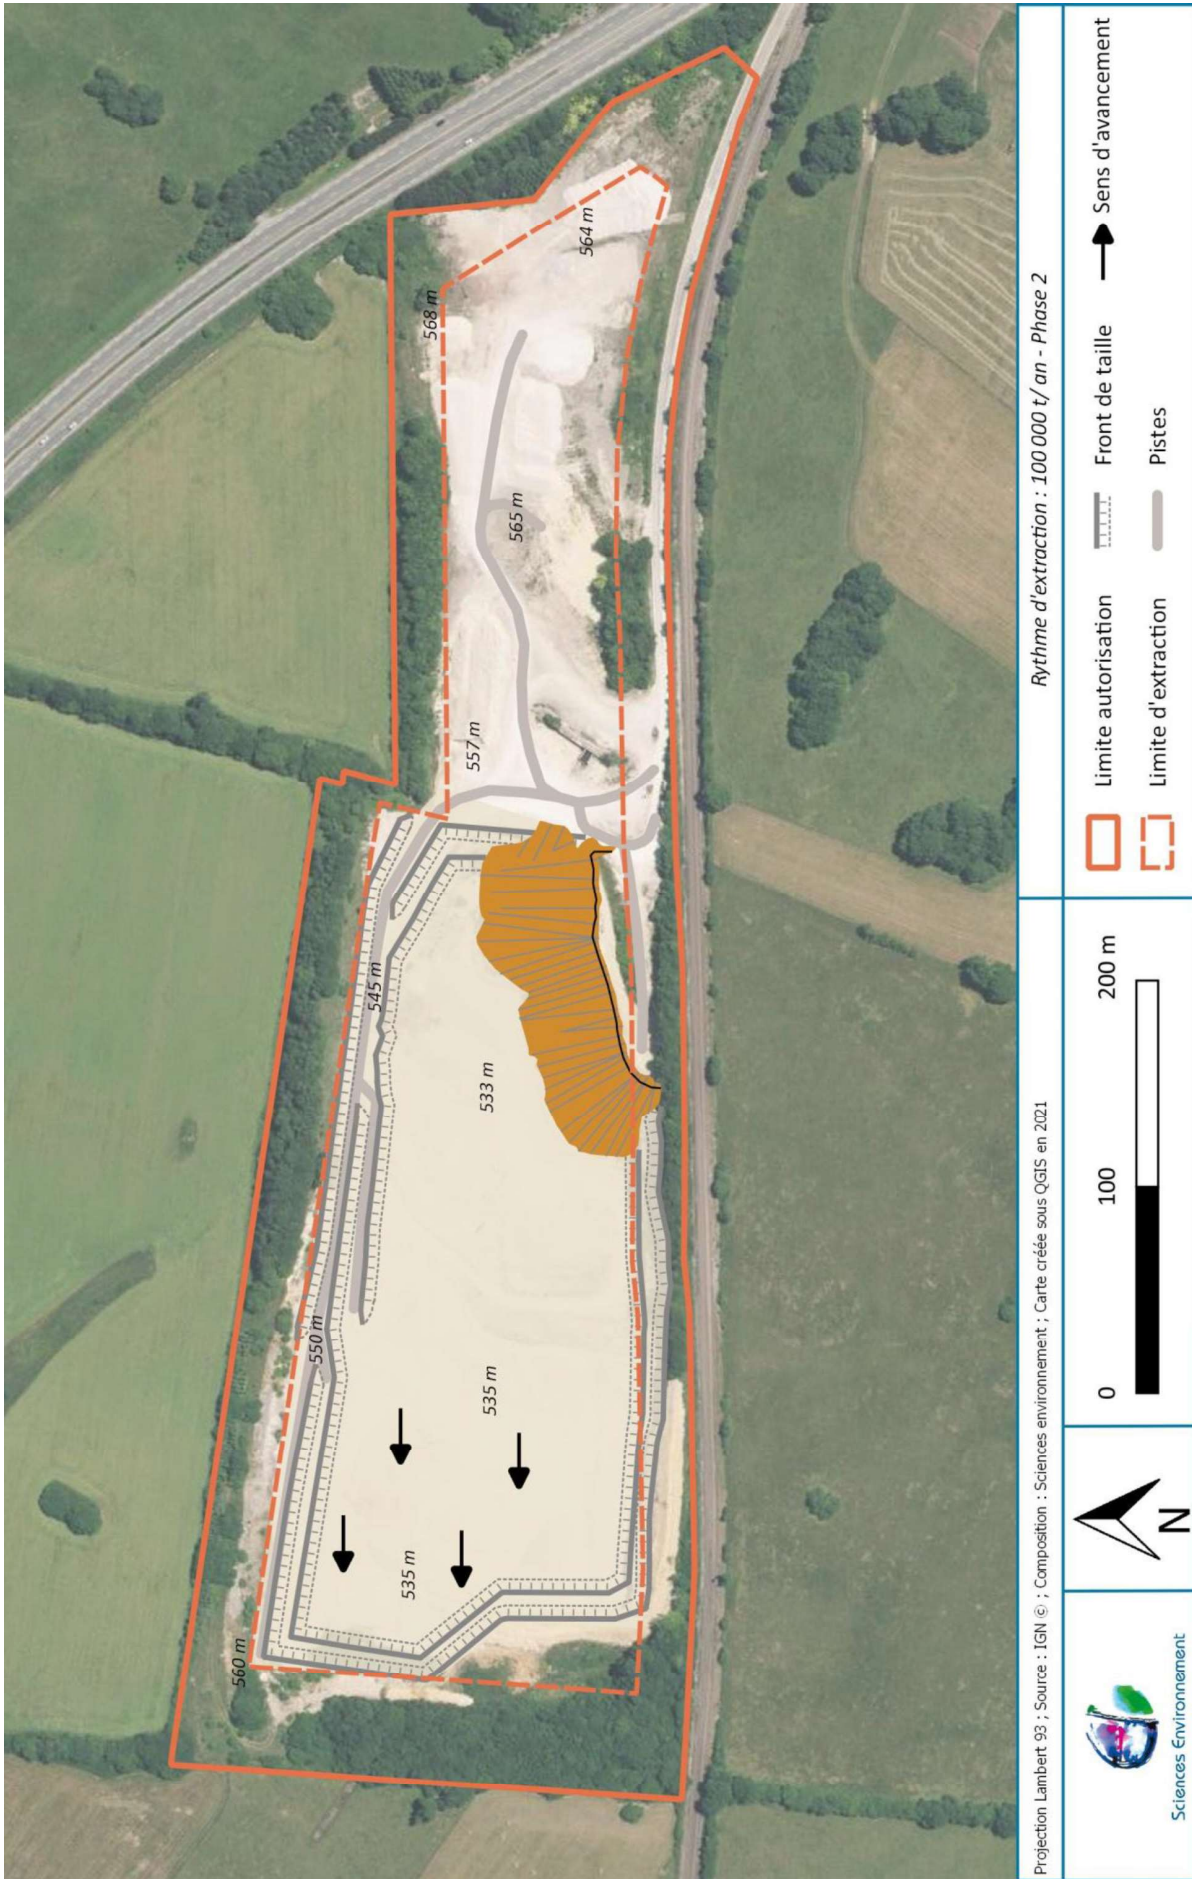 560 m
550 m
545 m
568 m
564 m
565 m
557 m
533 m
535 m
535 m
Projection Lambert 93 ; Source : IGN © ; Composition : Sciences environnement ; Carte créée sous QGIS en 2021
Rythme d'extraction : 100 000 t/ an - Phase 2
Sciences Environnement
N
0 100 200 m
Limite autorisation
Front de taille
Sens d'avancement
Limite d'extraction
Pistes